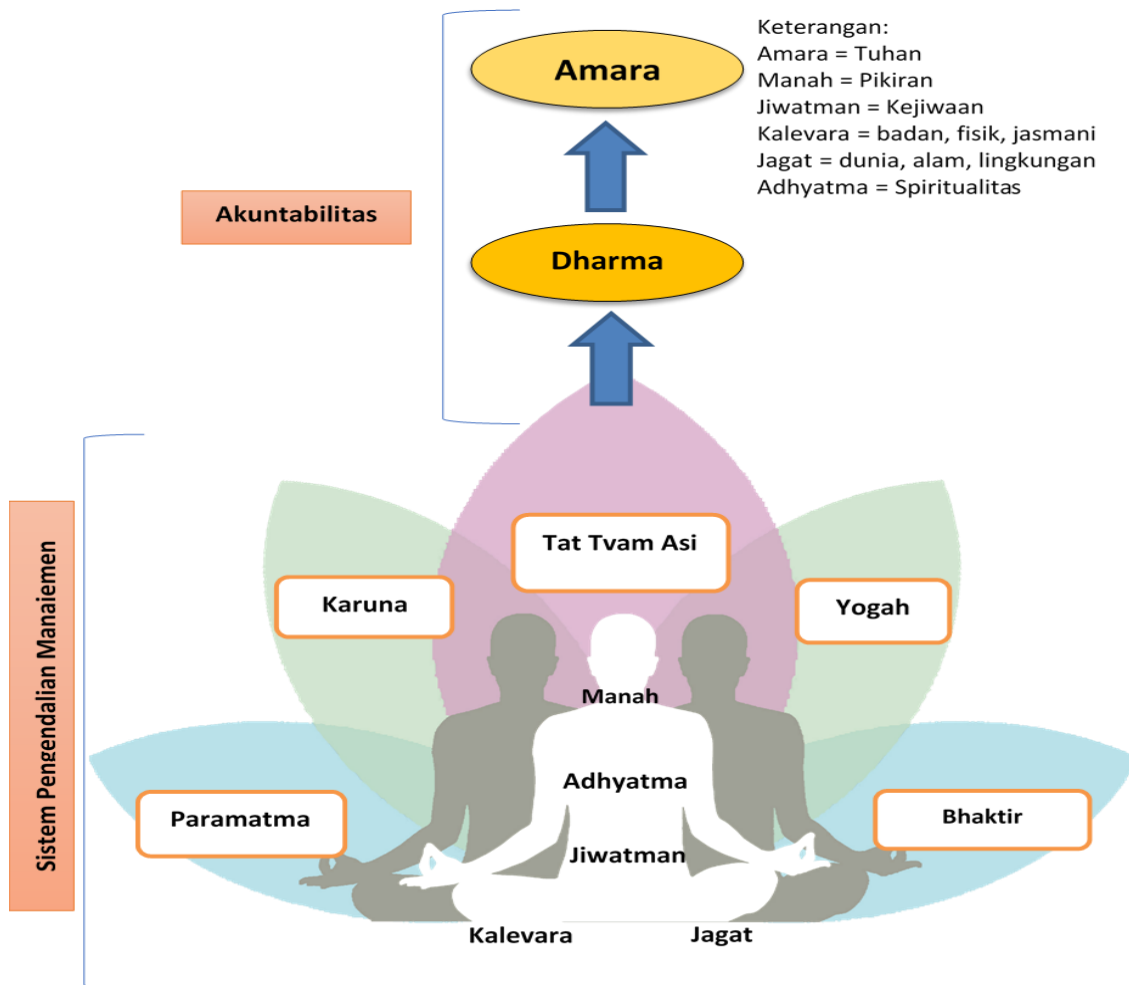 Keterangan:
Amara = Tuhan
Manah = Pikiran
Jiwatman = Kejiwaan
Kalevara = badan, fisik, jasmani
Jagat = dunia, alam, lingkungan
Adhyatma = Spiritualitas
Amara
Akuntabilitas
Dharma
Sistem Pengendalian Manaiemen
Tat Tvam Asi
Karuna
Yogah
Manah
Adhyatma
Paramatma
Bhaktir
Jiwatman
Kalevara
Jagat